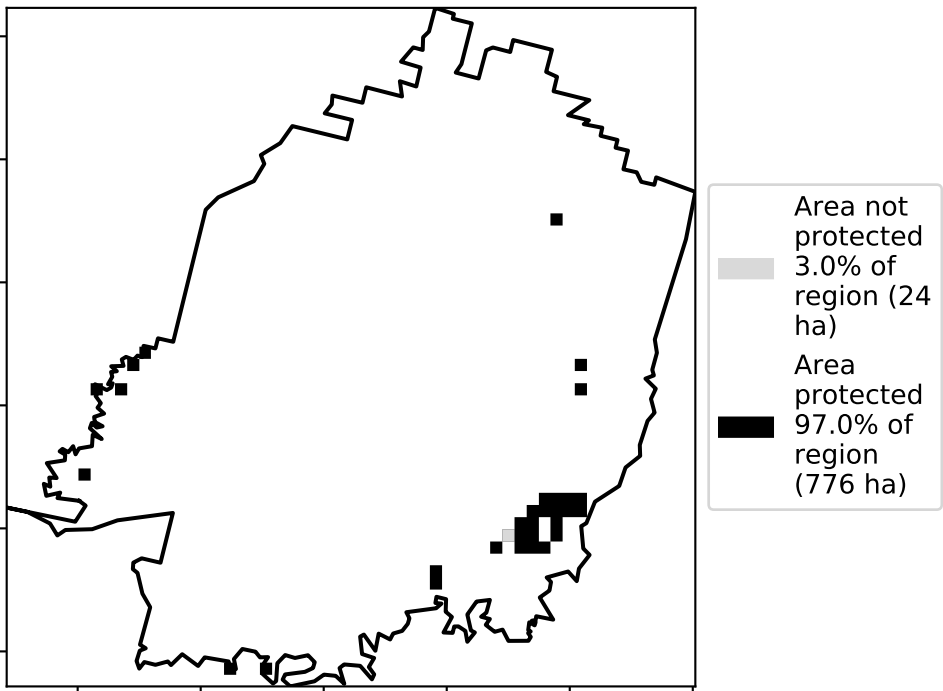 Area not
protected
3.0% of
region (24
ha)
Area
protected
97.0% of
region
(776 ha)